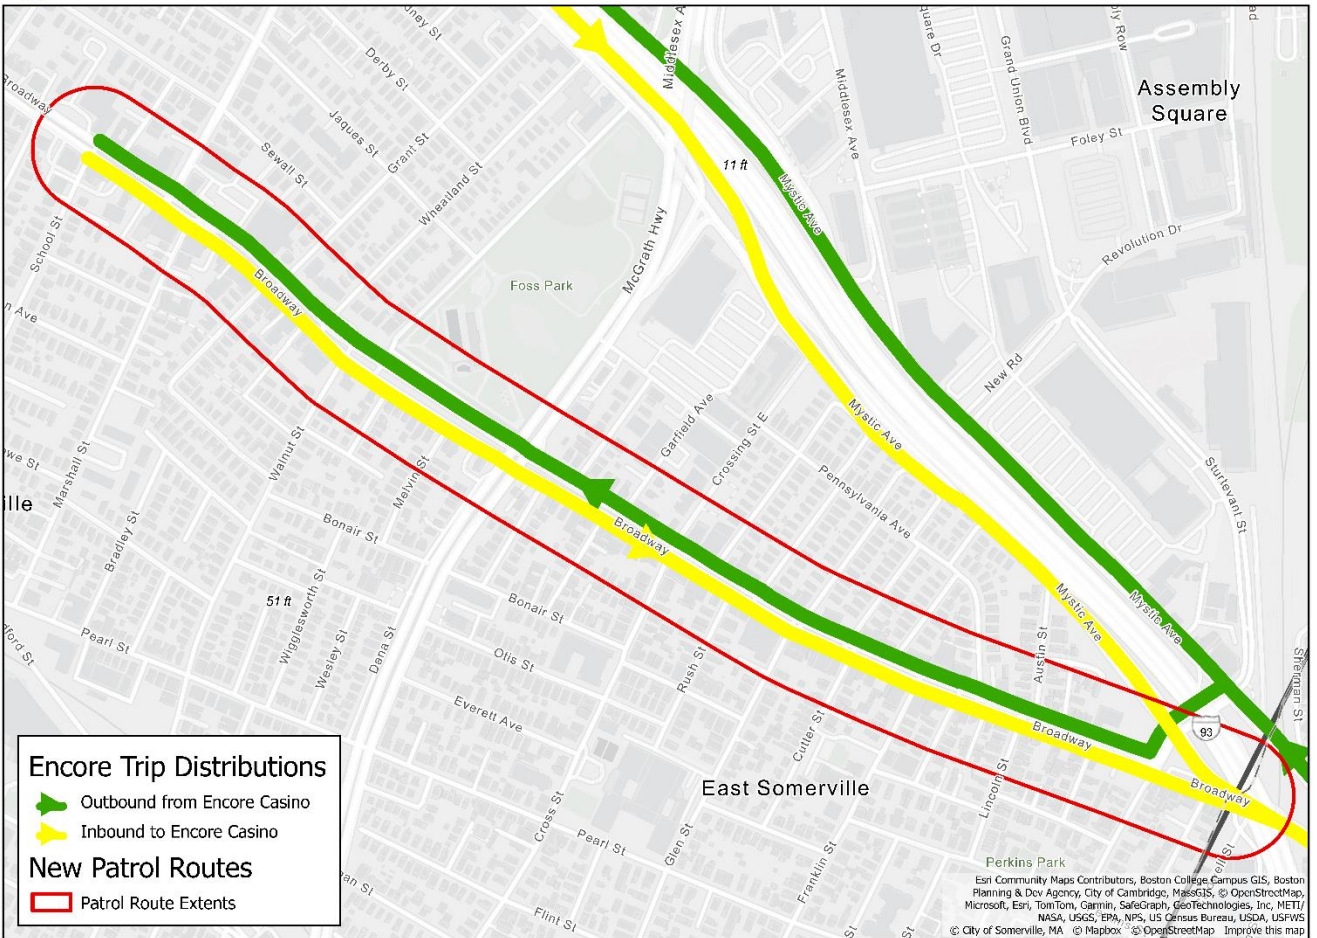 Broadway
Derby St
Jaques St
Grant St
Sewall St
Wheatland St
School St
Middlesex A
11 ft
Middlesex Ave
Grand Union Blvd
Assembly
Square
Foley St
Mystic Ave
Revolution Dr
McGrath Hwy
Foss Park
Broadway
New Rd
Garfield Ave
Crossing St E
Mystic Ave
Pennsylvania Ave
Sturtevant St
Marshall St
Walnut St
Melvin St
Bradley St
Bonair St
Broadway
51 ft
Wigglesworth St
Wesley St
Dana St
Pearl St
Bonair St
Otis St
Rush St
Everett Ave
Cutter St
Austin St
Mystic Ave
Mystic Ave
Sherman St
93
Broadway
Broadway
East Somerville
Lincoln St
Cross St
Pearl St
Glen St
Franklin St
Flint St
Perkins Park
Encore Trip Distributions
Outbound from Encore Casino
Inbound to Encore Casino
New Patrol Routes
Patrol Route Extents
Esri Community Maps Contributors, Boston College Campus GIS, Boston
Planning & Dev Agency, City of Cambridge, MassGIS, © OpenStreetMap,
Microsoft, Esri, TomTom, Garmin, SafeGraph, GeoTechnologies, Inc, METI/
NASA, USGS, EPA, NPS, US Census Bureau, USDA, USFWS
© City of Somerville, MA © Mapbox © OpenStreetMap Improve this map